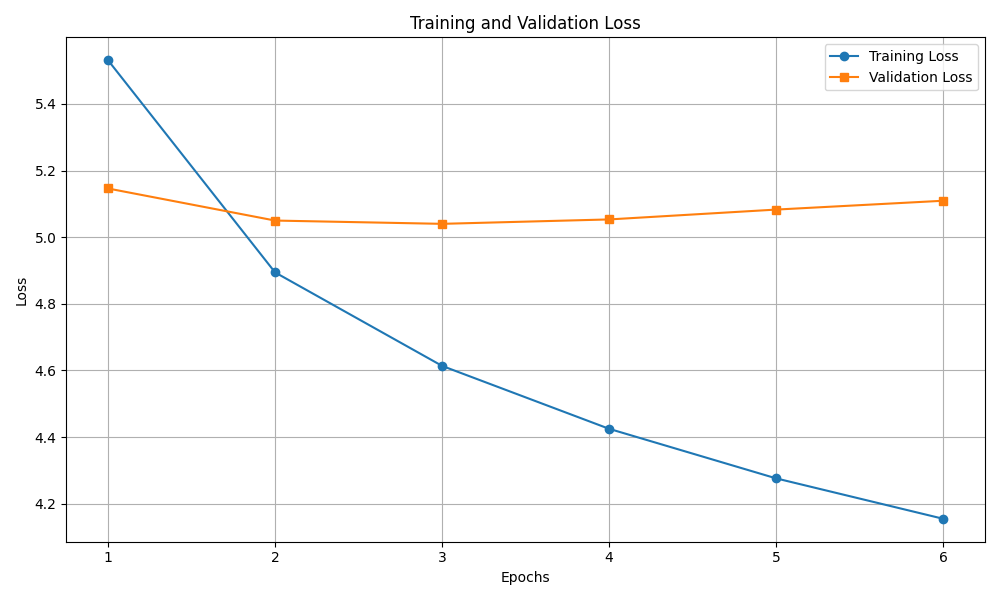 Training and Validation Loss
Training Loss
Validation Loss
Loss
5.4
5.2
5.0
4.8
4.6
4.4
4.2
1 2 3 4 5 6
Epochs